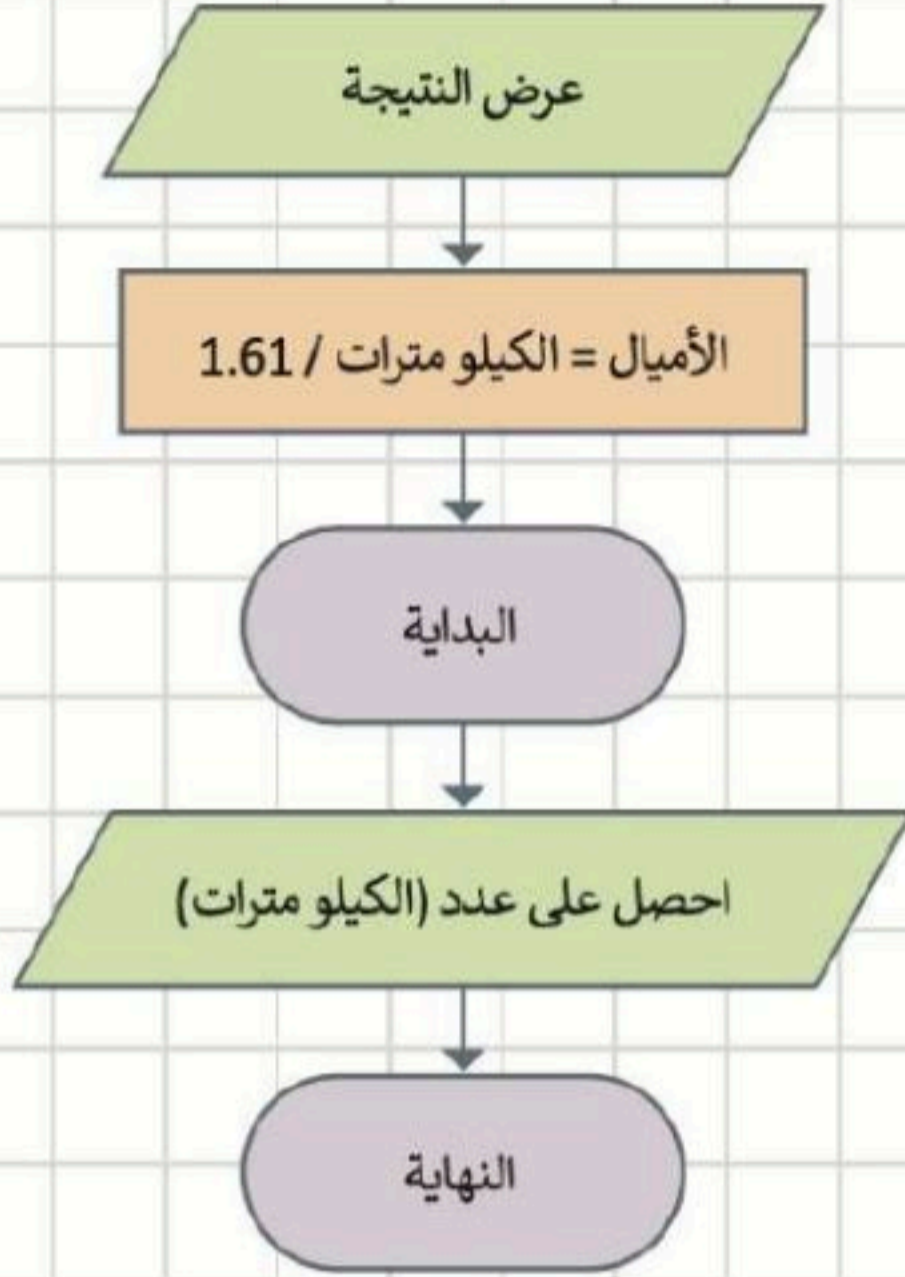 عرض النتيجة
الأميال = الكيلو مترات / 1.61
البداية
احصل على عدد (الكيلو مترات)
النهاية